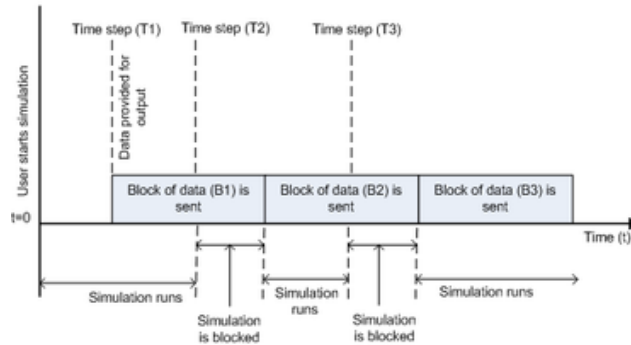 Time step (T1)
Time step (T2)
Time step (T3)
User starts simulation
Data provided for
output
Block of data (B1) is
sent
Block of data (B2) is
sent
Block of data (B3) is
sent
t=0
Time (t)
Simulation runs
Simulation
is blocked
Simulation
runs
Simulation
is blocked
Simulation runs